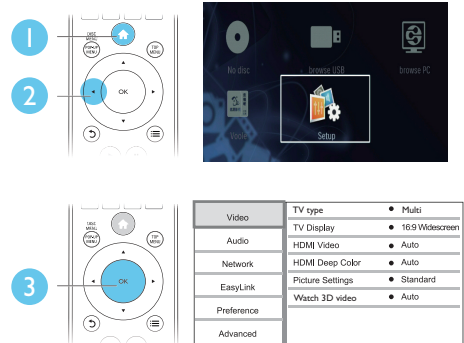 1
DISC MENU
POP-UP MENU
TOP MENU
2
OK
No disc
browse USB
browse PC
Setup
DISC MENU
POP-UP MENU
TOP MENU
3
OK
Video
Audio
Network
EasyLink
Preference
Advanced
TV type • Multi
TV Display • 16:9 Widescreen
HDMI Video • Auto
HDMI Deep Color • Auto
Picture Settings • Standard
Watch 3D video • Auto